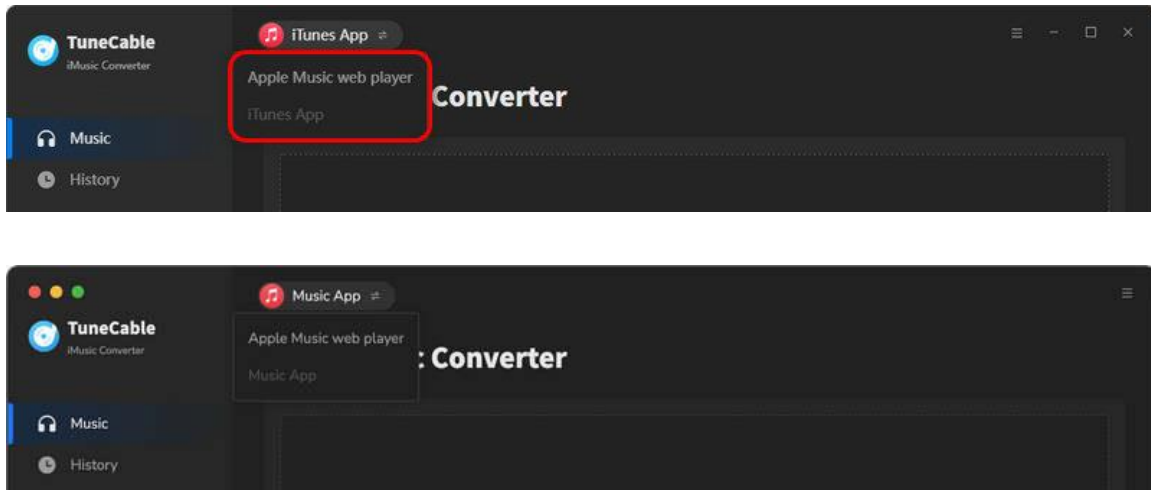 TuneCable
iMusic Converter
iTunes App
Apple Music web player
iTunes App
Converter
Music
History
TuneCable
iMusic Converter
Music App
Apple Music web player
Music App
Converter
Music
History